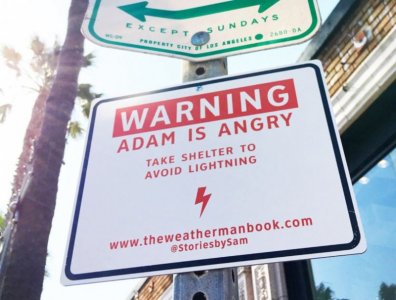 EXCEPT SUNDAYS
PROPERTY CITY OF LOS ANGELES
WARNING
ADAM IS ANGRY
TAKE SHELTER TO
AVOID LIGHTNING
www.theweathermanbook.com
@StoriesbySam